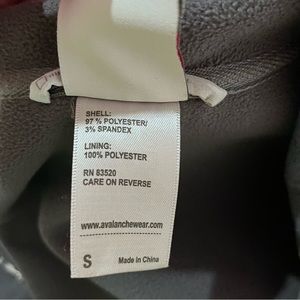 SHELL:
97 % POLYESTER/
3% SPANDEX
LINING:
100% POLYESTER
RN 83520
CARE ON REVERSE
www.avalanchewear.com
S Made in China